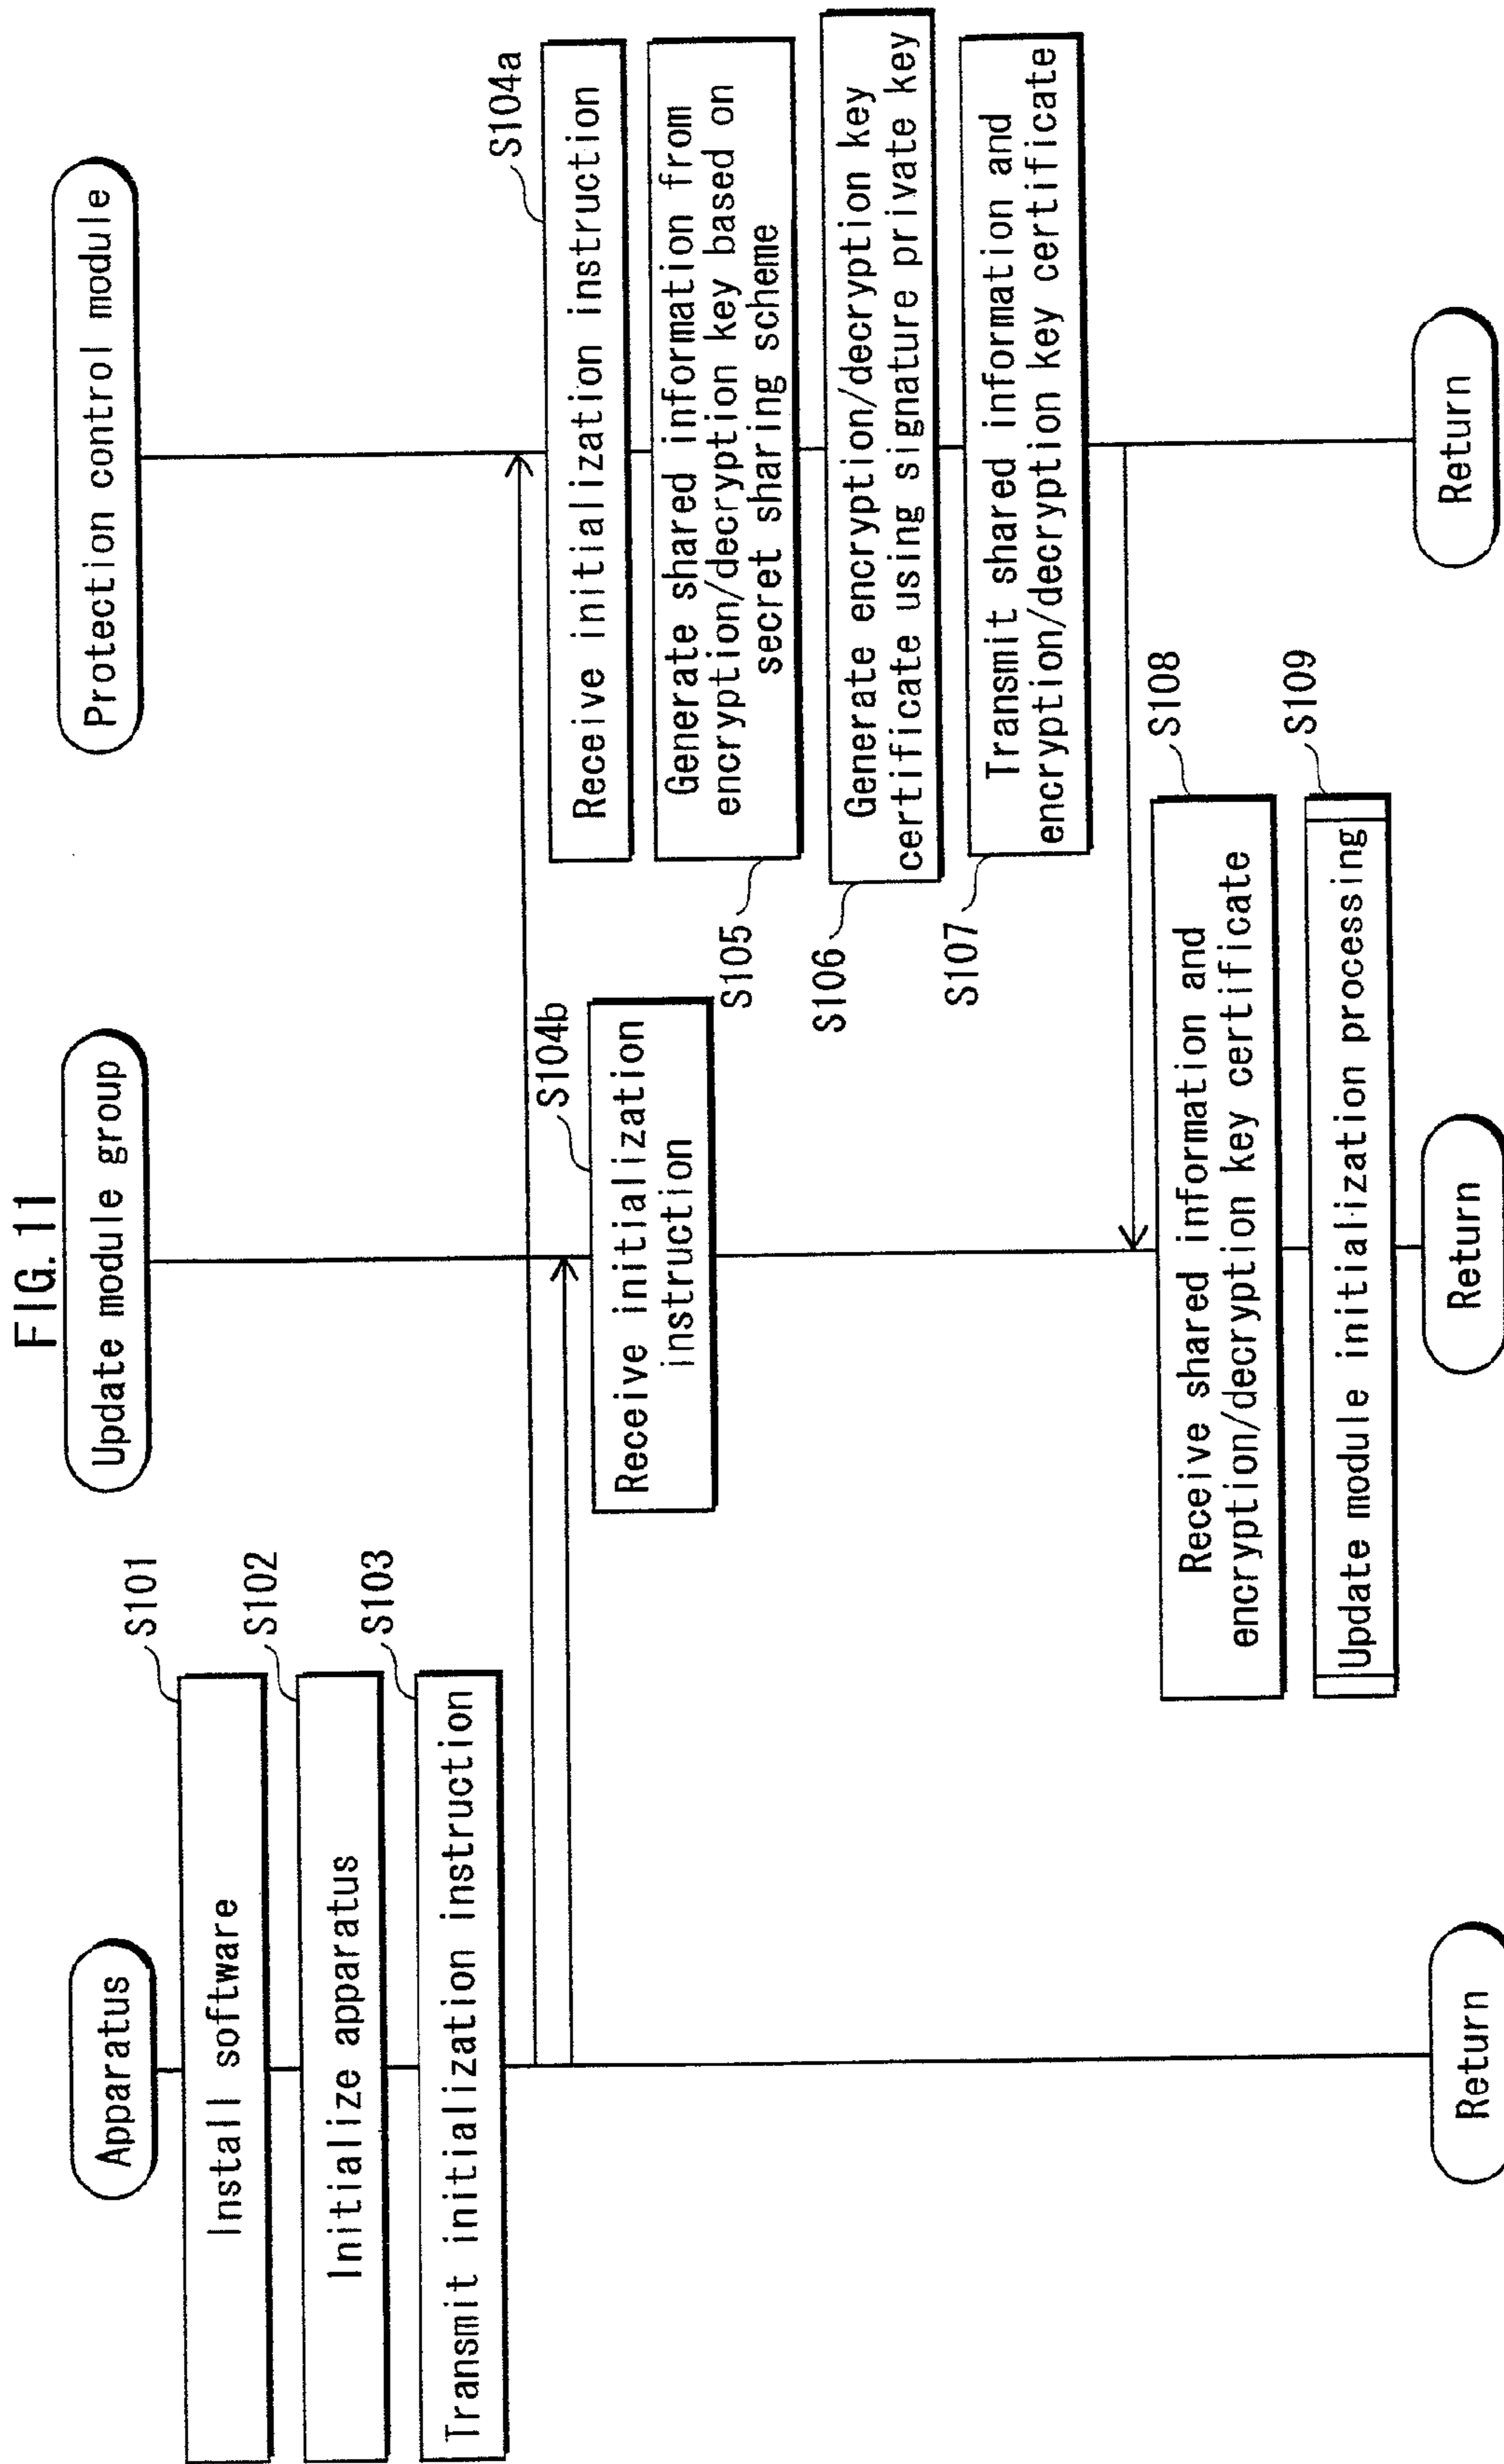 FIG. 11
Apparatus
Install software
S101
Initialize apparatus
S102
Transmit initialization instruction
S103
Return
Update module group
Receive initialization
instruction
S104b
Receive shared information and
encryption/decryption key certificate
S108
Update module initialization processing
S109
Return
Protection control module
Receive initialization instruction
S104a
Generate shared information from
encryption/decryption key based on
secret sharing scheme
S105
Generate encryption/decryption key
certificate using signature private key
S106
Transmit shared information and
encryption/decryption key certificate
S107
Return